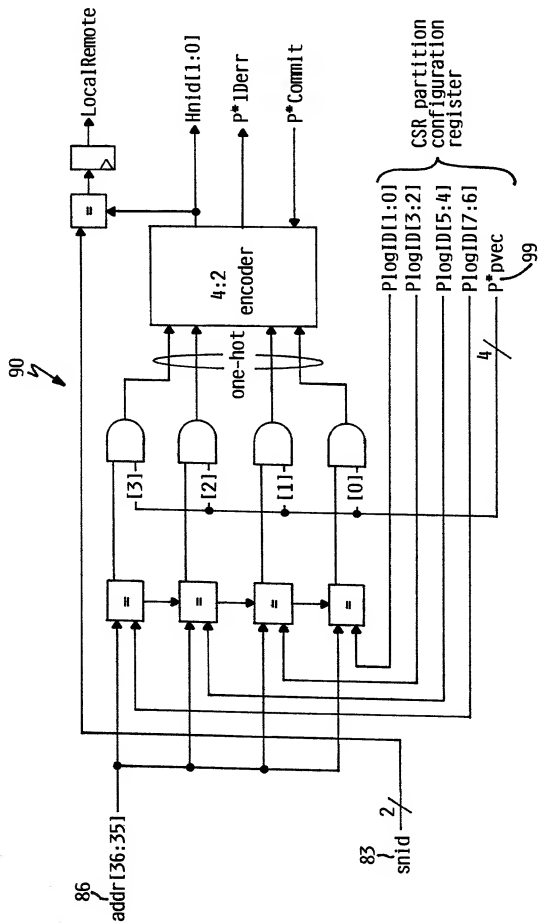 90
LocalRemote
=
Hnid[1:0]
P*IDerr
P*Commit
4:2
encoder
one-hot
[3]
[2]
[1]
[0]
=
=
=
=
CSR partition
configuration
register
PlogID[1:0]
PlogID[3:2]
PlogID[5:4]
PlogID[7:6]
P*pvec
99
4
86
addr[36:35]
2
83
snid